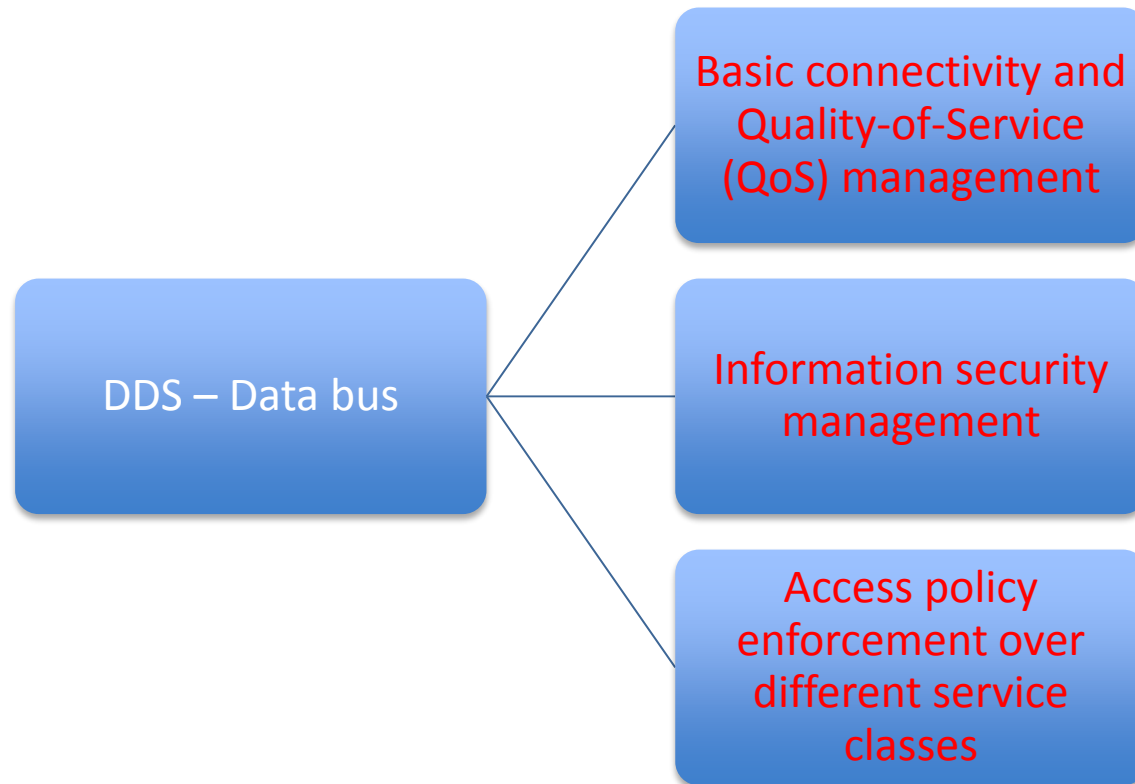 Basic connectivity and
Quality-of-Service
(QoS) management
DDS – Data bus
Information security
management
Access policy
enforcement over
different service
classes